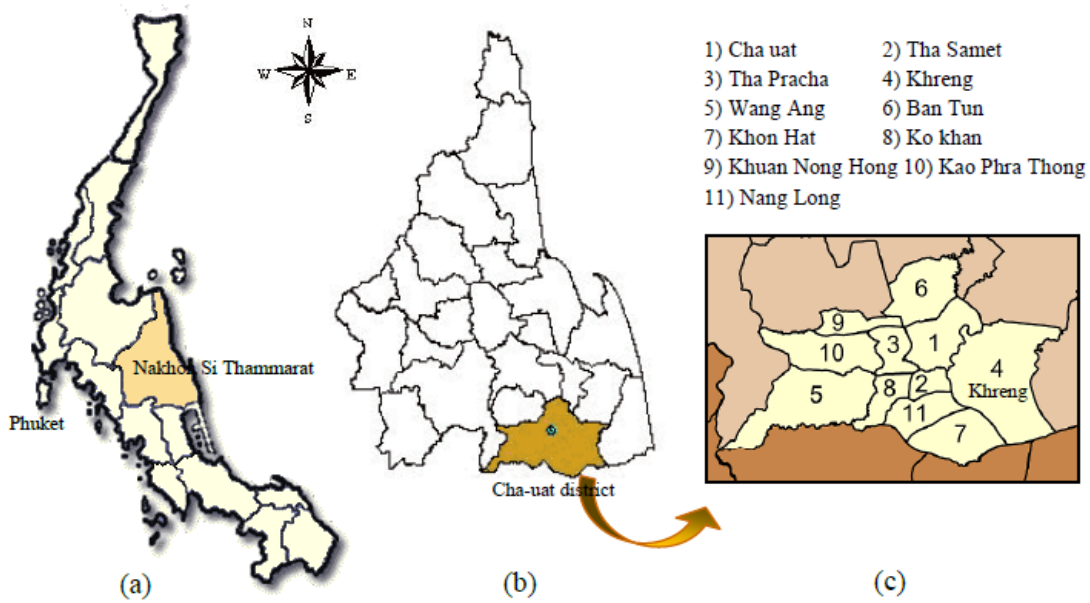 N
W E
S
Nakhon Si Thammarat
Phuket
(a)
Cha-uat district
(b)
1) Cha uat 2) Tha Samet
3) Tha Pracha 4) Khreng
5) Wang Ang 6) Ban Tun
7) Khon Hat 8) Ko khan
9) Khuan Nong Hong 10) Kao Phra Thong
11) Nang Long
6
9
10 3 1
4
Khreng
5 8 2
11
7
(c)